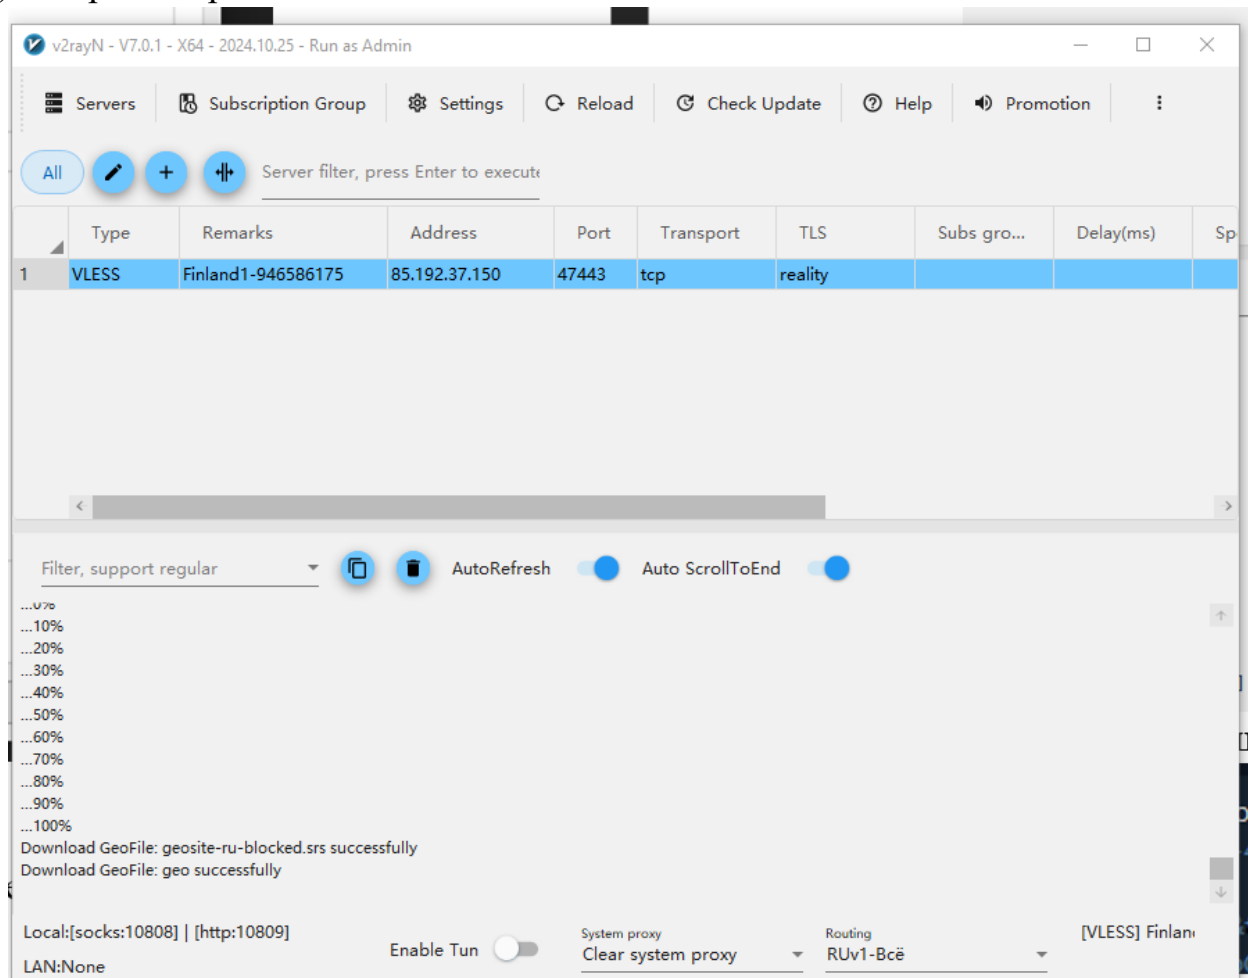 v2rayN - V7.0.1 - X64 - 2024.10.25 - Run as Admin
Servers Subscription Group Settings Reload Check Update Help Promotion
All Server filter, press Enter to execute
Type Remarks Address Port Transport TLS Subs gro... Delay(ms) Sp
1 VLESS Finland1-946586175 85.192.37.150 47443 tcp reality
Filter, support regular AutoRefresh Auto ScrollToEnd
...0%
...10%
...20%
...30%
...40%
...50%
...60%
...70%
...80%
...90%
...100%
Download GeoFile: geosite-ru-blocked.srs successfully
Download GeoFile: geo successfully
Local:[socks:10808] | [http:10809]
LAN:None
Enable Tun
System proxy
Clear system proxy
Routing
RUv1-Всё
[VLESS] Finlan